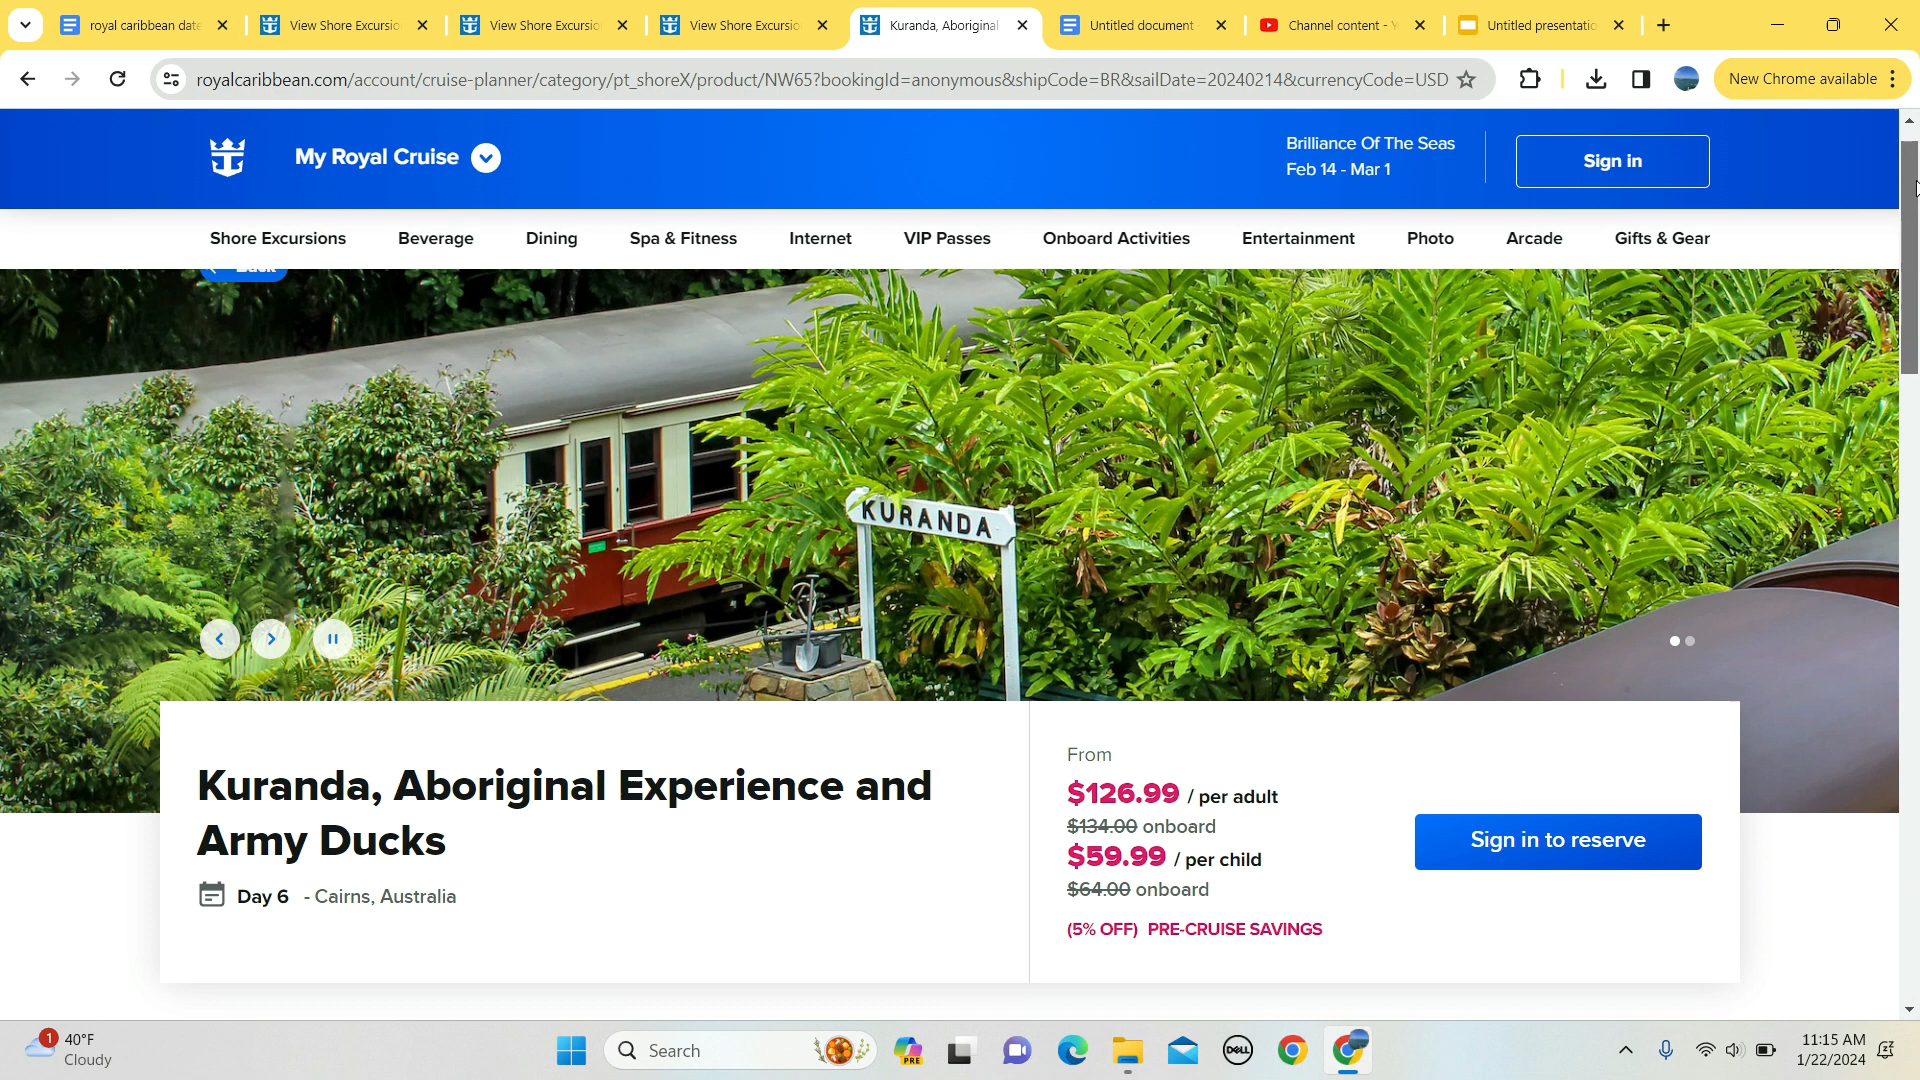 royal caribbean date
View Shore Excursio
View Shore Excursio
View Shore Excursio
Kuranda, Aboriginal
Untitled document
Channel content - Y
Untitled presentatio
royalcaribbean.com/account/cruise-planner/category/pt_shoreX/product/NW65?bookingId=anonymous&shipCode=BR&sailDate=20240214&currencyCode=USD
New Chrome available
My Royal Cruise
Brilliance Of The Seas
Feb 14 - Mar 1
Sign in
Shore Excursions
Beverage
Dining
Spa & Fitness
Internet
VIP Passes
Onboard Activities
Entertainment
Photo
Arcade
Gifts & Gear
Back
KURANDA
Kuranda, Aboriginal Experience and
Army Ducks
Day 6 - Cairns, Australia
From
$126.99 / per adult
$134.00 onboard
$59.99 / per child
$64.00 onboard
(5% OFF) PRE-CRUISE SAVINGS
Sign in to reserve
1
40°F
Cloudy
Search
PRE
DELL
11:15 AM
1/22/2024